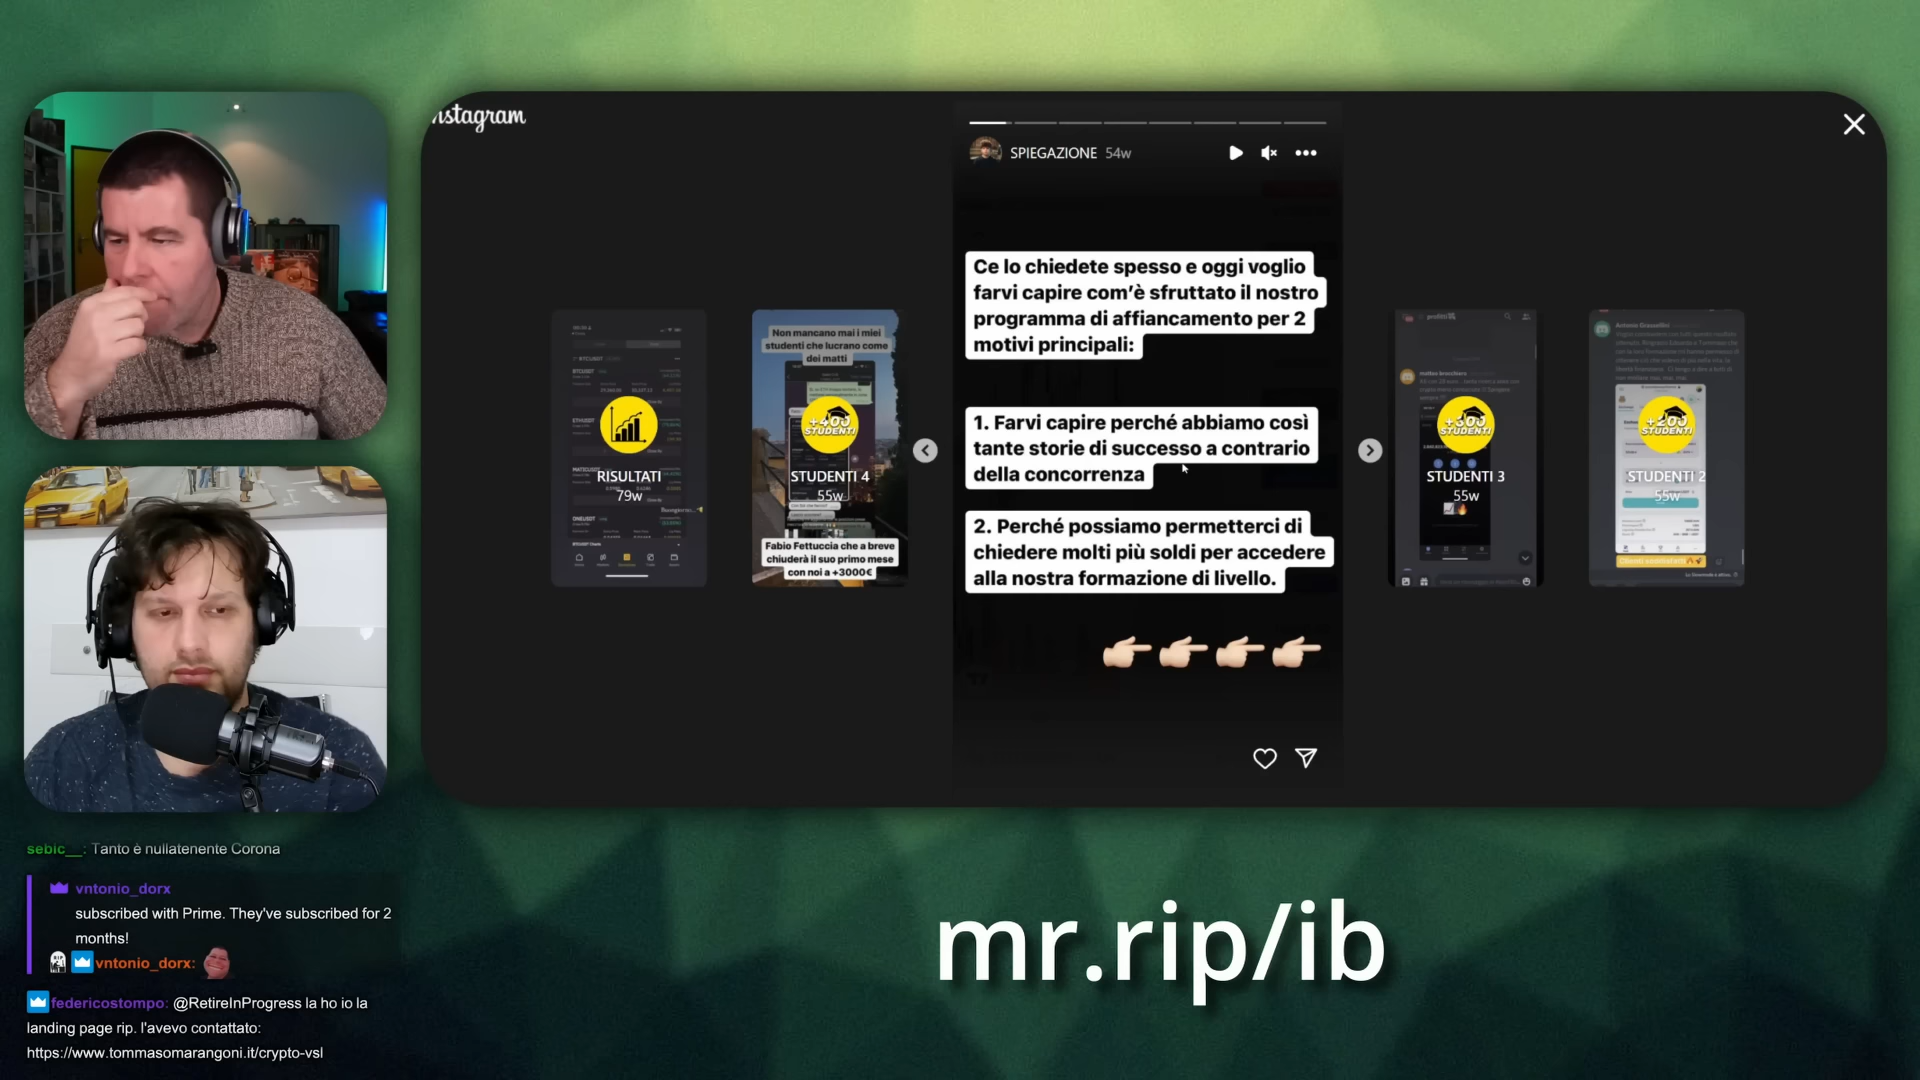 nstagram
SPIEGAZIONE 54w
Ce lo chiedete spesso e oggi voglio
farvi capire com’è sfruttato il nostro
programma di affiancamento per 2
motivi principali:
1. Farvi capire perché abbiamo così
tante storie di successo a contrario
della concorrenza
2. Perché possiamo permetterci di
chiedere molti più soldi per accedere
alla nostra formazione di livello.
RISULTATI
79w
Non mancano mai i miei
studenti che lucrano come
dei matti
+400
STUDENTI
STUDENTI 4
55w
Fabio Fettuccia che a breve
chiuderà il suo primo mese
con noi a +3000€
+300
STUDENTI
STUDENTI 3
55w
+200
STUDENTI
STUDENTI 2
55w
sebic__: Tanto è nullatenente Corona
vntonio_dorx
subscribed with Prime. They've subscribed for 2
months!
vntonio_dorx:
federicostompo: @RetireInProgress la ho io la
landing page rip. l'avevo contattato:
https://www.tommasomarangoni.it/crypto-vsl
mr.rip/ib